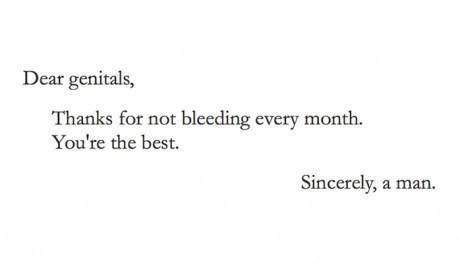 Dear genitals,
Thanks for not bleeding every month.
You're the best.
Sincerely, a man.